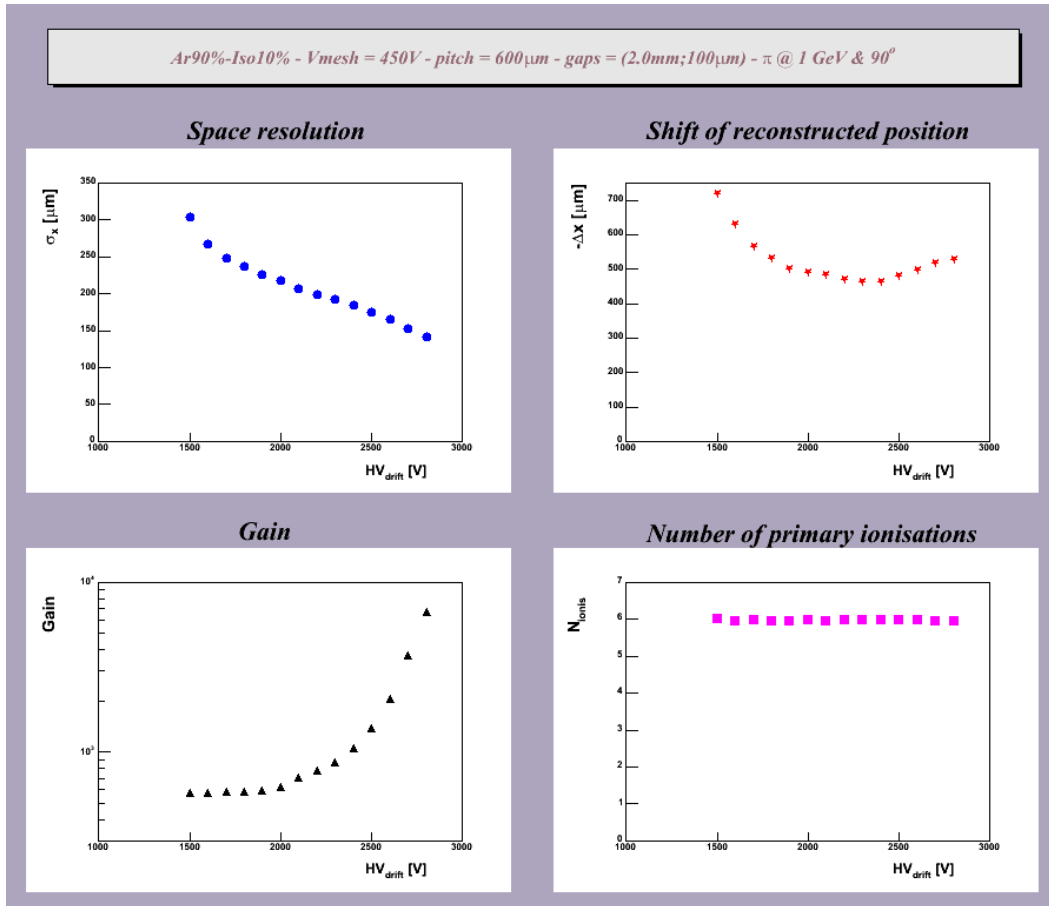 Ar90%-Iso10% - Vmesh = 450V - pitch = 600μm - gaps = (2.0mm;100μm) - π @ 1 GeV & 90°
Space resolution
σx [μm]
350
300
250
200
150
100
50
0
1000 1500 2000 2500 3000
HVdrift [V]
Shift of reconstructed position
-Δx [μm]
700
600
500
400
300
200
100
0
1000 1500 2000 2500 3000
HVdrift [V]
Gain
Gain
10⁴
10³
1000 1500 2000 2500 3000
HVdrift [V]
Number of primary ionisations
Nionis
7
6
5
4
3
2
1
0
1000 1500 2000 2500 3000
HVdrift [V]